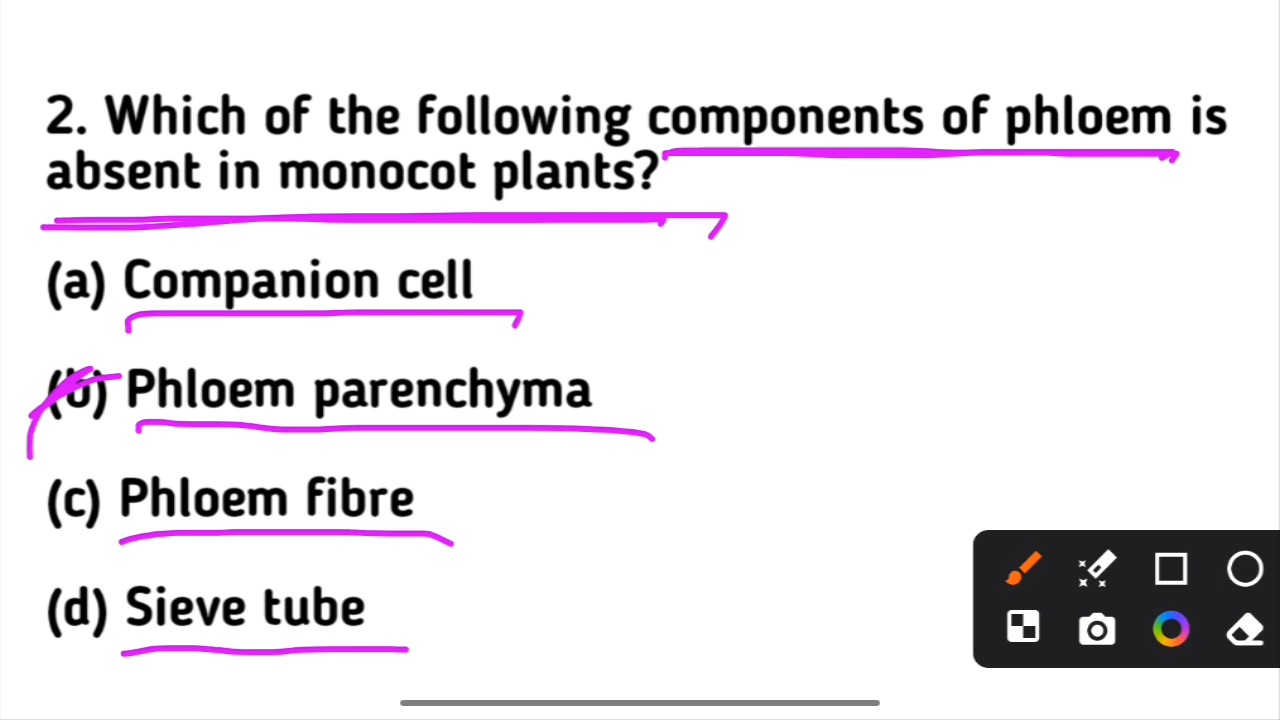 2. Which of the following components of phloem is
absent in monocot plants?
(a) Companion cell
(b) Phloem parenchyma
(c) Phloem fibre
(d) Sieve tube